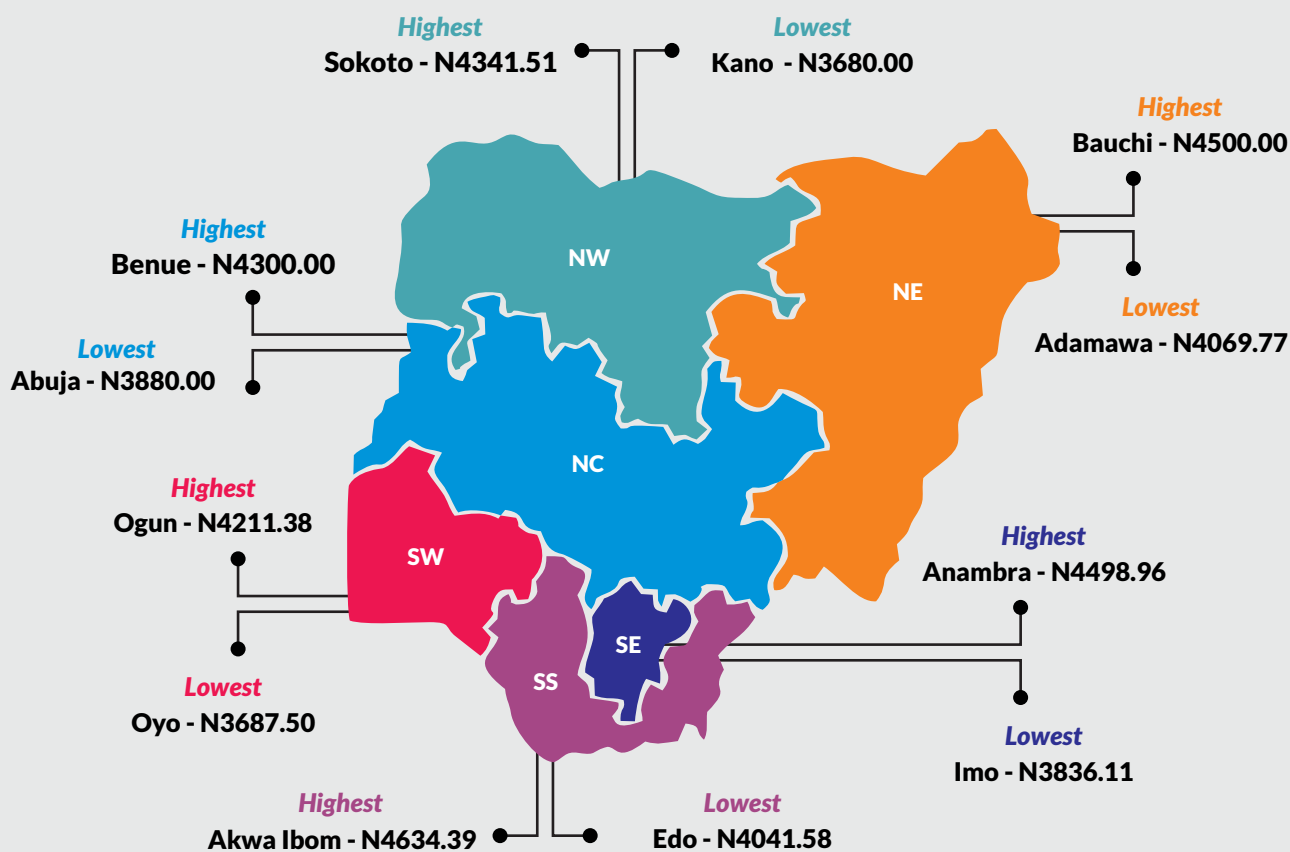 Highest
Sokoto - N4341.51
Lowest
Kano - N3680.00
Highest
Bauchi - N4500.00
Lowest
Adamawa - N4069.77
Highest
Benue - N4300.00
Lowest
Abuja - N3880.00
NW
NE
NC
Highest
Ogun - N4211.38
Lowest
Oyo - N3687.50
SW
SE
SS
Highest
Anambra - N4498.96
Lowest
Imo - N3836.11
Highest
Akwa Ibom - N4634.39
Lowest
Edo - N4041.58